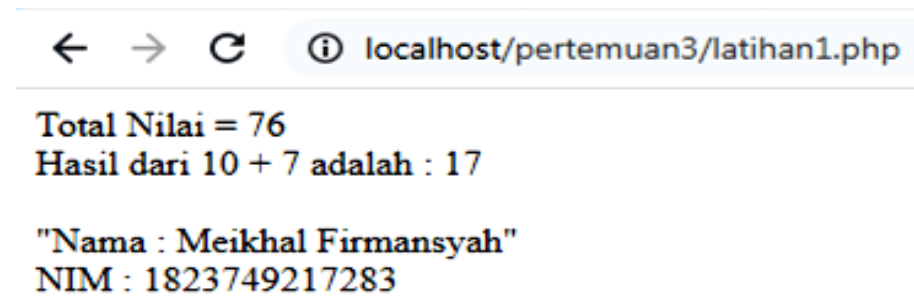 localhost/pertemuan3/latihan1.php
Total Nilai = 76
Hasil dari 10 + 7 adalah : 17
"Nama : Meikhal Firmansyah"
NIM : 1823749217283